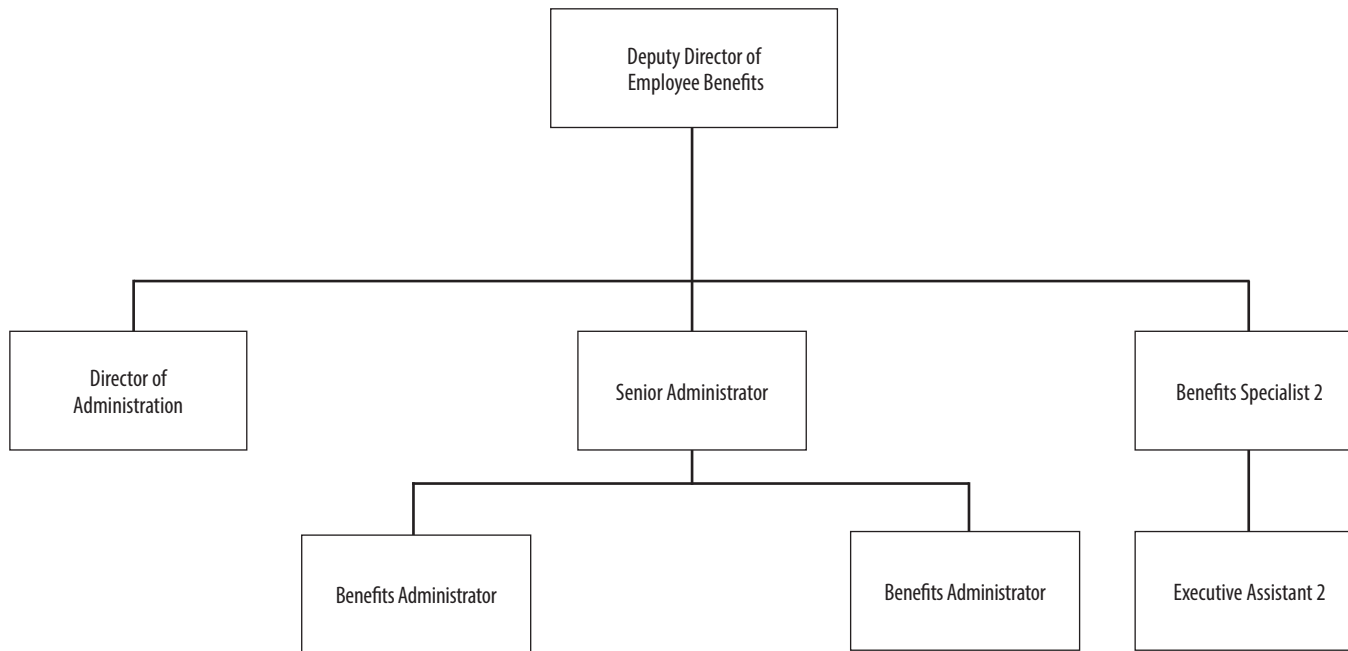 Deputy Director of
Employee Benefits
Director of
Administration
Senior Administrator
Benefits Specialist 2
Benefits Administrator
Benefits Administrator
Executive Assistant 2